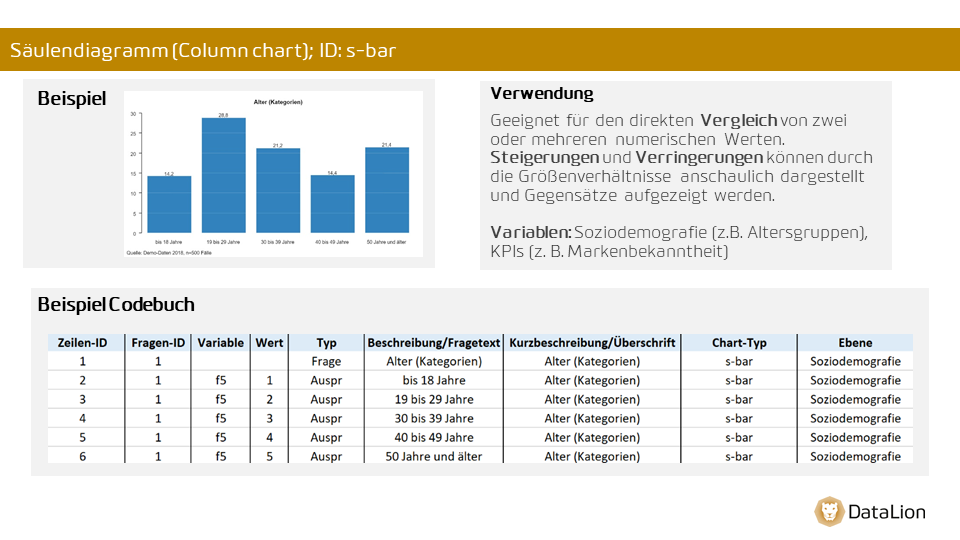 Säulendiagramm (Column chart); ID: s-bar
Beispiel
Alter (Kategorien)
30
25
20
15
10
5
0
14,2
28,8
21,2
14,4
21,4
bis 18 Jahre 19 bis 29 Jahre 30 bis 39 Jahre 40 bis 49 Jahre 50 Jahre und älter
Quelle: Demo-Daten 2018, n=500 Fälle
Verwendung
Geeignet für den direkten Vergleich von zwei
oder mehreren numerischen Werten.
Steigerungen und Verringerungen können durch
die Größenverhältnisse anschaulich dargestellt
und Gegensätze aufgezeigt werden.
Variablen: Soziodemografie (z.B. Altersgruppen),
KPIs (z. B. Markenbekanntheit)
Beispiel Codebuch
Zeilen-ID Fragen-ID Variable Wert Typ Beschreibung/Fragetext Kurzbeschreibung/Überschrift Chart-Typ Ebene
1 1 Frage Alter (Kategorien) Alter (Kategorien) s-bar Soziodemografie
2 1 f5 1 Auspr bis 18 Jahre Alter (Kategorien) s-bar Soziodemografie
3 1 f5 2 Auspr 19 bis 29 Jahre Alter (Kategorien) s-bar Soziodemografie
4 1 f5 3 Auspr 30 bis 39 Jahre Alter (Kategorien) s-bar Soziodemografie
5 1 f5 4 Auspr 40 bis 49 Jahre Alter (Kategorien) s-bar Soziodemografie
6 1 f5 5 Auspr 50 Jahre und älter Alter (Kategorien) s-bar Soziodemografie
DataLion